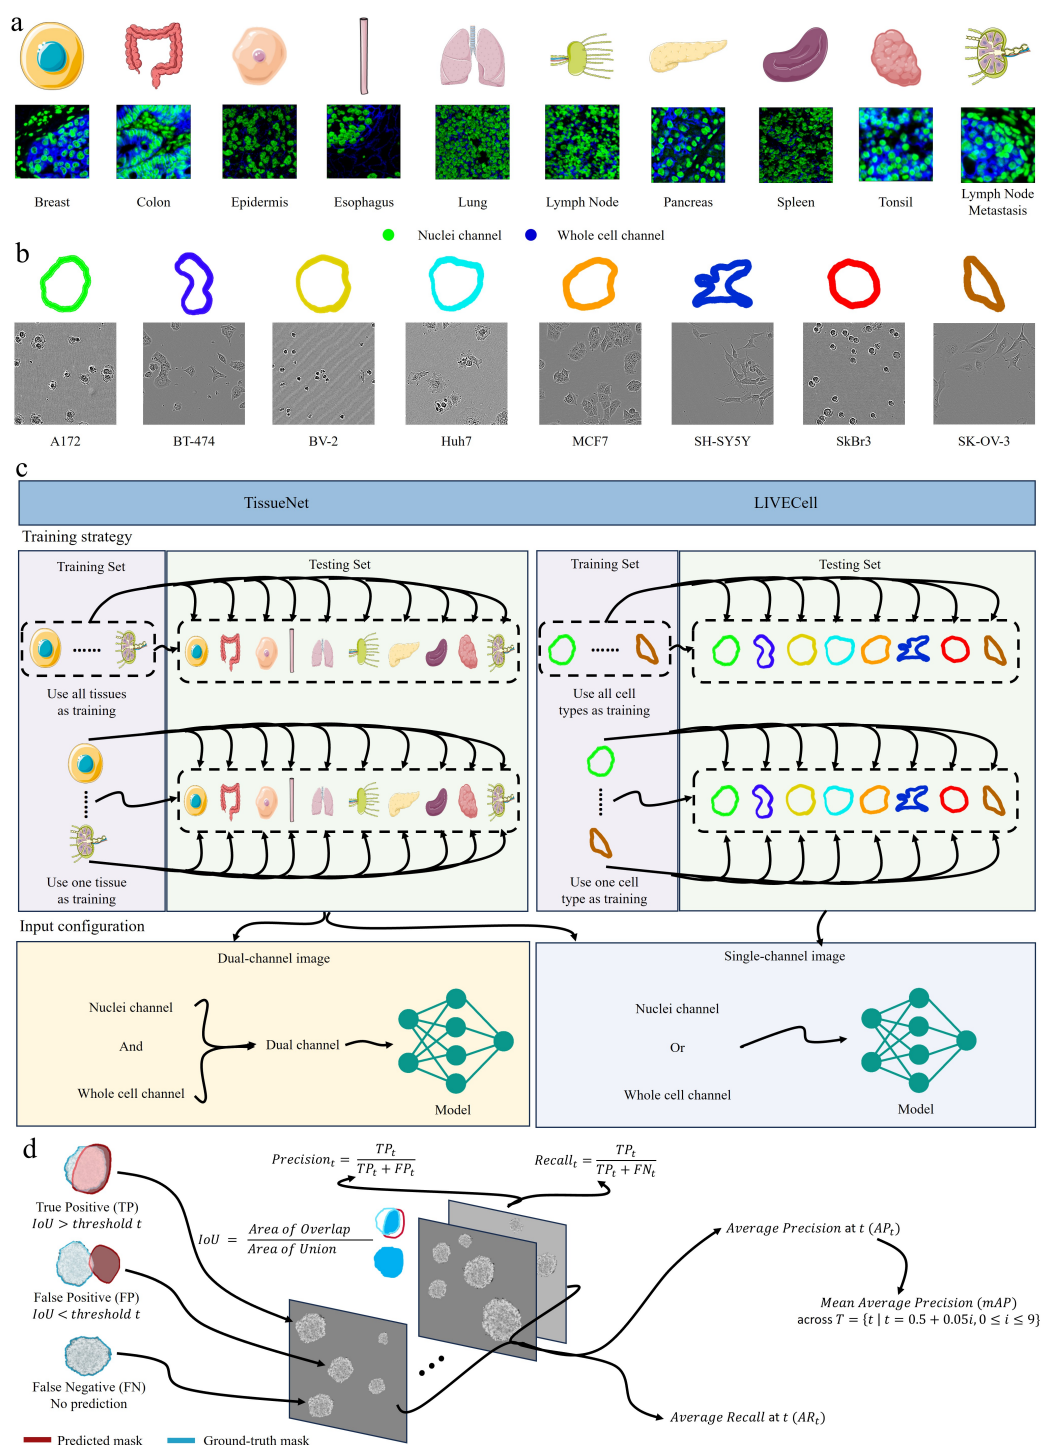 a
Breast
Colon
Epidermis
Esophagus
Lung
Lymph Node
Pancreas
Spleen
Tonsil
Lymph Node
Metastasis
Nuclei channel
Whole cell channel
b
A172
BT-474
BV-2
Huh7
MCF7
SH-SY5Y
SkBr3
SK-OV-3
c
TissueNet
LIVECell
Training strategy
Training Set
Testing Set
Training Set
Testing Set
Use all tissues
as training
Use all cell
types as training
Use one tissue
as training
Use one cell
type as training
Input configuration
Dual-channel image
Nuclei channel
And
Whole cell channel
Dual channel
Model
Single-channel image
Nuclei channel
Or
Whole cell channel
Model
d
True Positive (TP)
IoU > threshold t
False Positive (FP)
IoU < threshold t
False Negative (FN)
No prediction
Precision_t = TP_t / (TP_t + FP_t)
Recall_t = TP_t / (TP_t + FN_t)
IoU = Area of Overlap / Area of Union
Average Precision at t (AP_t)
Mean Average Precision (mAP)
across T = {t | t = 0.5 + 0.05i, 0 ≤ i ≤ 9}
Average Recall at t (AR_t)
Predicted mask
Ground-truth mask